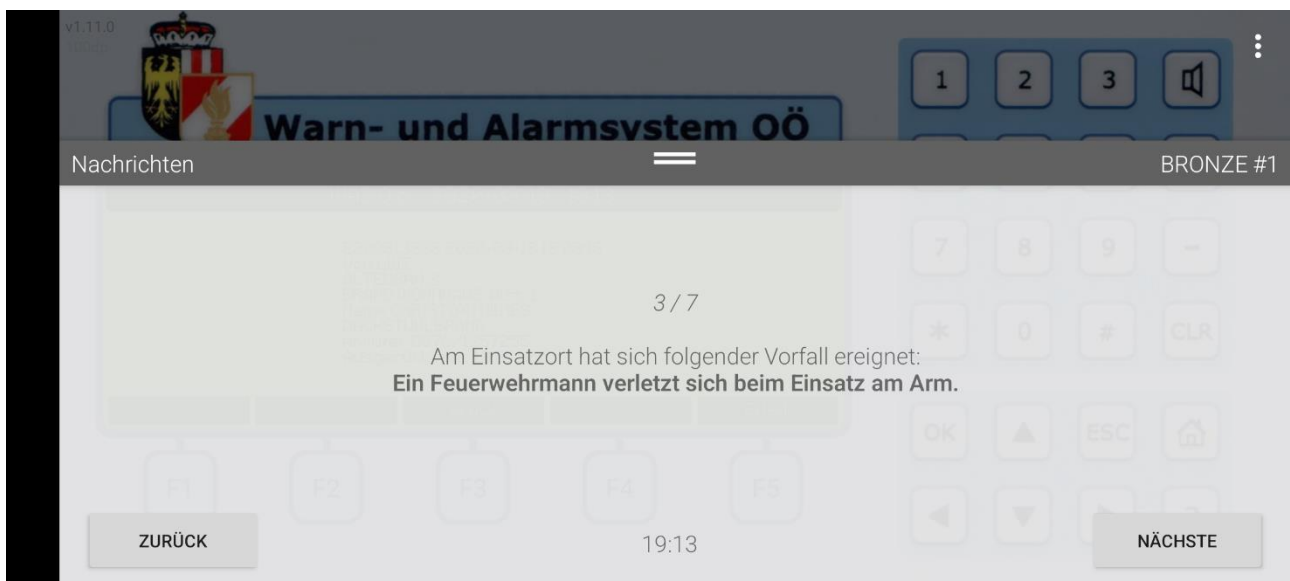 v1.11.0
Warn- und Alarmsystem OÖ
1 2 3
Nachrichten
BRONZE #1
7 8 9 –
3 / 7
* 0 # CLR
Am Einsatzort hat sich folgender Vorfall ereignet:
Ein Feuerwehrmann verletzt sich beim Einsatz am Arm.
OK ESC
F1 F2 F3 F4 F5
ZURÜCK
19:13
NÄCHSTE